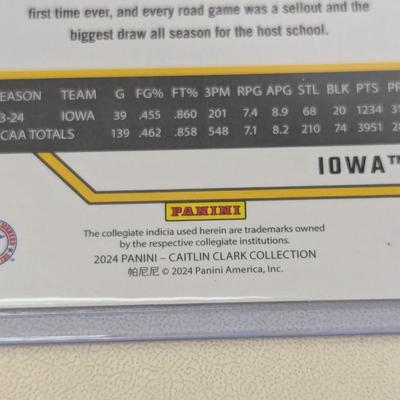 first time ever, and every road game was a sellout and the
biggest draw all season for the host school.
EASON TEAM G FG% FT% 3PM RPG APG STL BLK PTS
3-24 IOWA 39 .455 .860 201 7.4 8.9 68 20 1234
CAA TOTALS 139 .462 .858 548 7.1 8.2 210 74 3951
IOWA™
PANINI
The collegiate indicia used herein are trademarks owned
by the respective collegiate institutions.
2024 PANINI – CAITLIN CLARK COLLECTION
帕尼尼 © 2024 Panini America, Inc.